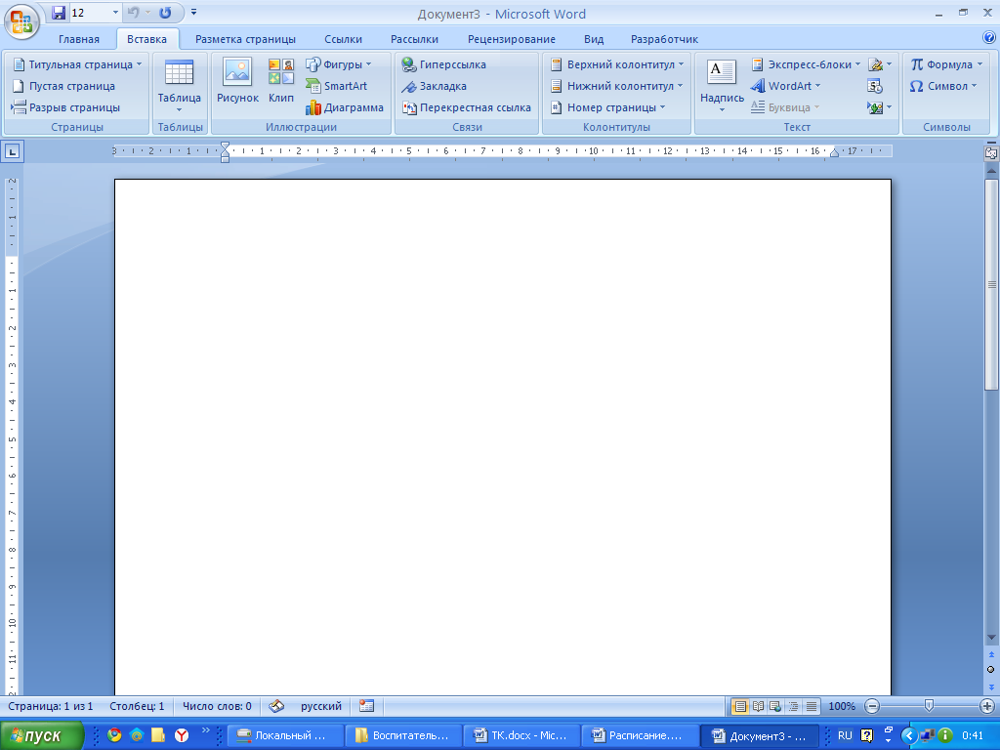 12
Документ3 - Microsoft Word
Главная Вставка Разметка страницы Ссылки Рассылки Рецензирование Вид Разработчик
Титульная страница Таблица Рисунок Клип Фигуры Гиперссылка Верхний колонтитул Надпись Экспресс-блоки Формула
Пустая страница SmartArt Закладка Нижний колонтитул WordArt Символ
Разрыв страницы Диаграмма Перекрестная ссылка Номер страницы Буквица
Страницы Таблицы Иллюстрации Связи Колонтитулы Текст Символы
3 2 1 1 2 3 4 5 6 7 8 9 10 11 12 13 14 15 16 17
2
1
1
2
3
4
5
6
7
8
9
10
11
Страница: 1 из 1 Столбец: 1 Число слов: 0 русский 100%
пуск Локальный ... Воспитатель... TK.docx - Mic... Расписание.... Документ3 - ... RU 0:41